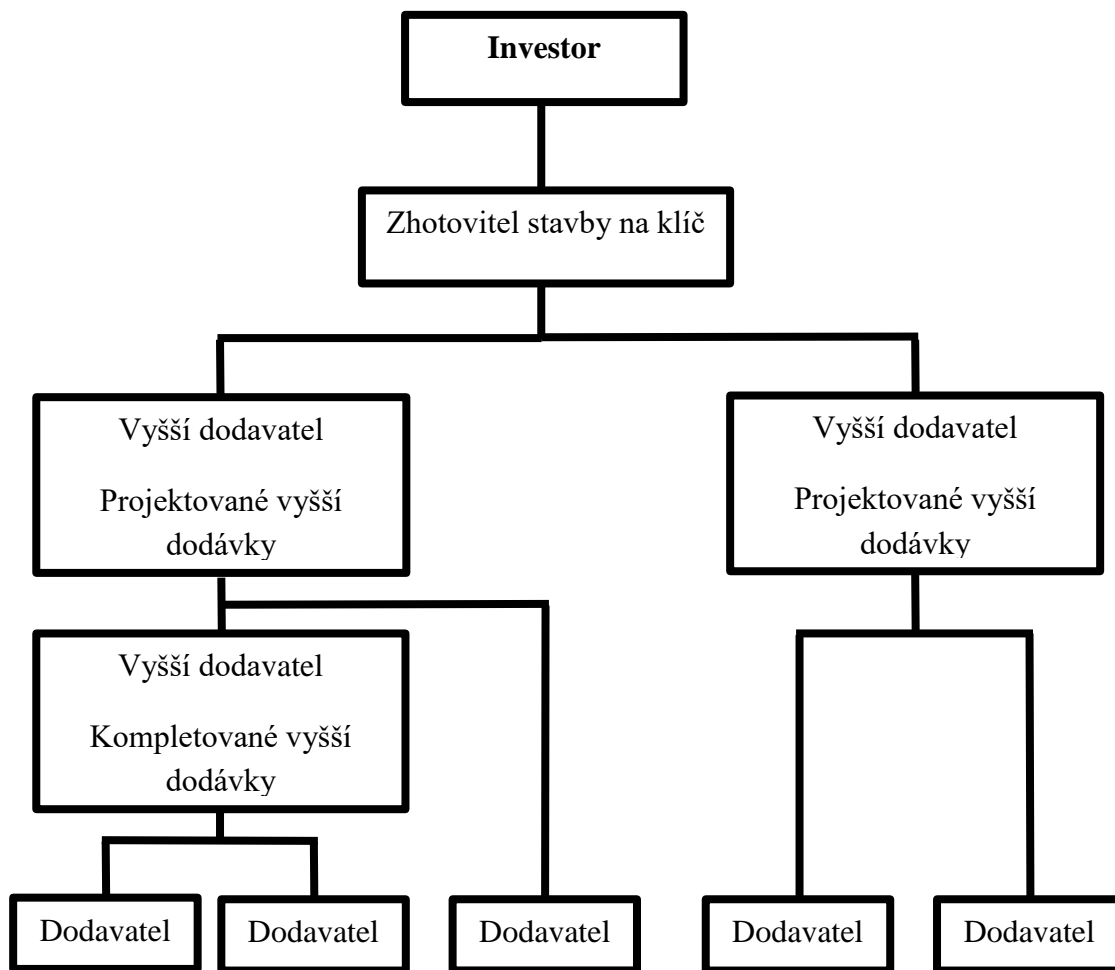 Investor
Zhotovitel stavby na klíč
Vyšší dodavatel
Projektované vyšší
dodávky
Vyšší dodavatel
Projektované vyšší
dodávky
Vyšší dodavatel
Kompletované vyšší
dodávky
Dodavatel
Dodavatel
Dodavatel
Dodavatel
Dodavatel